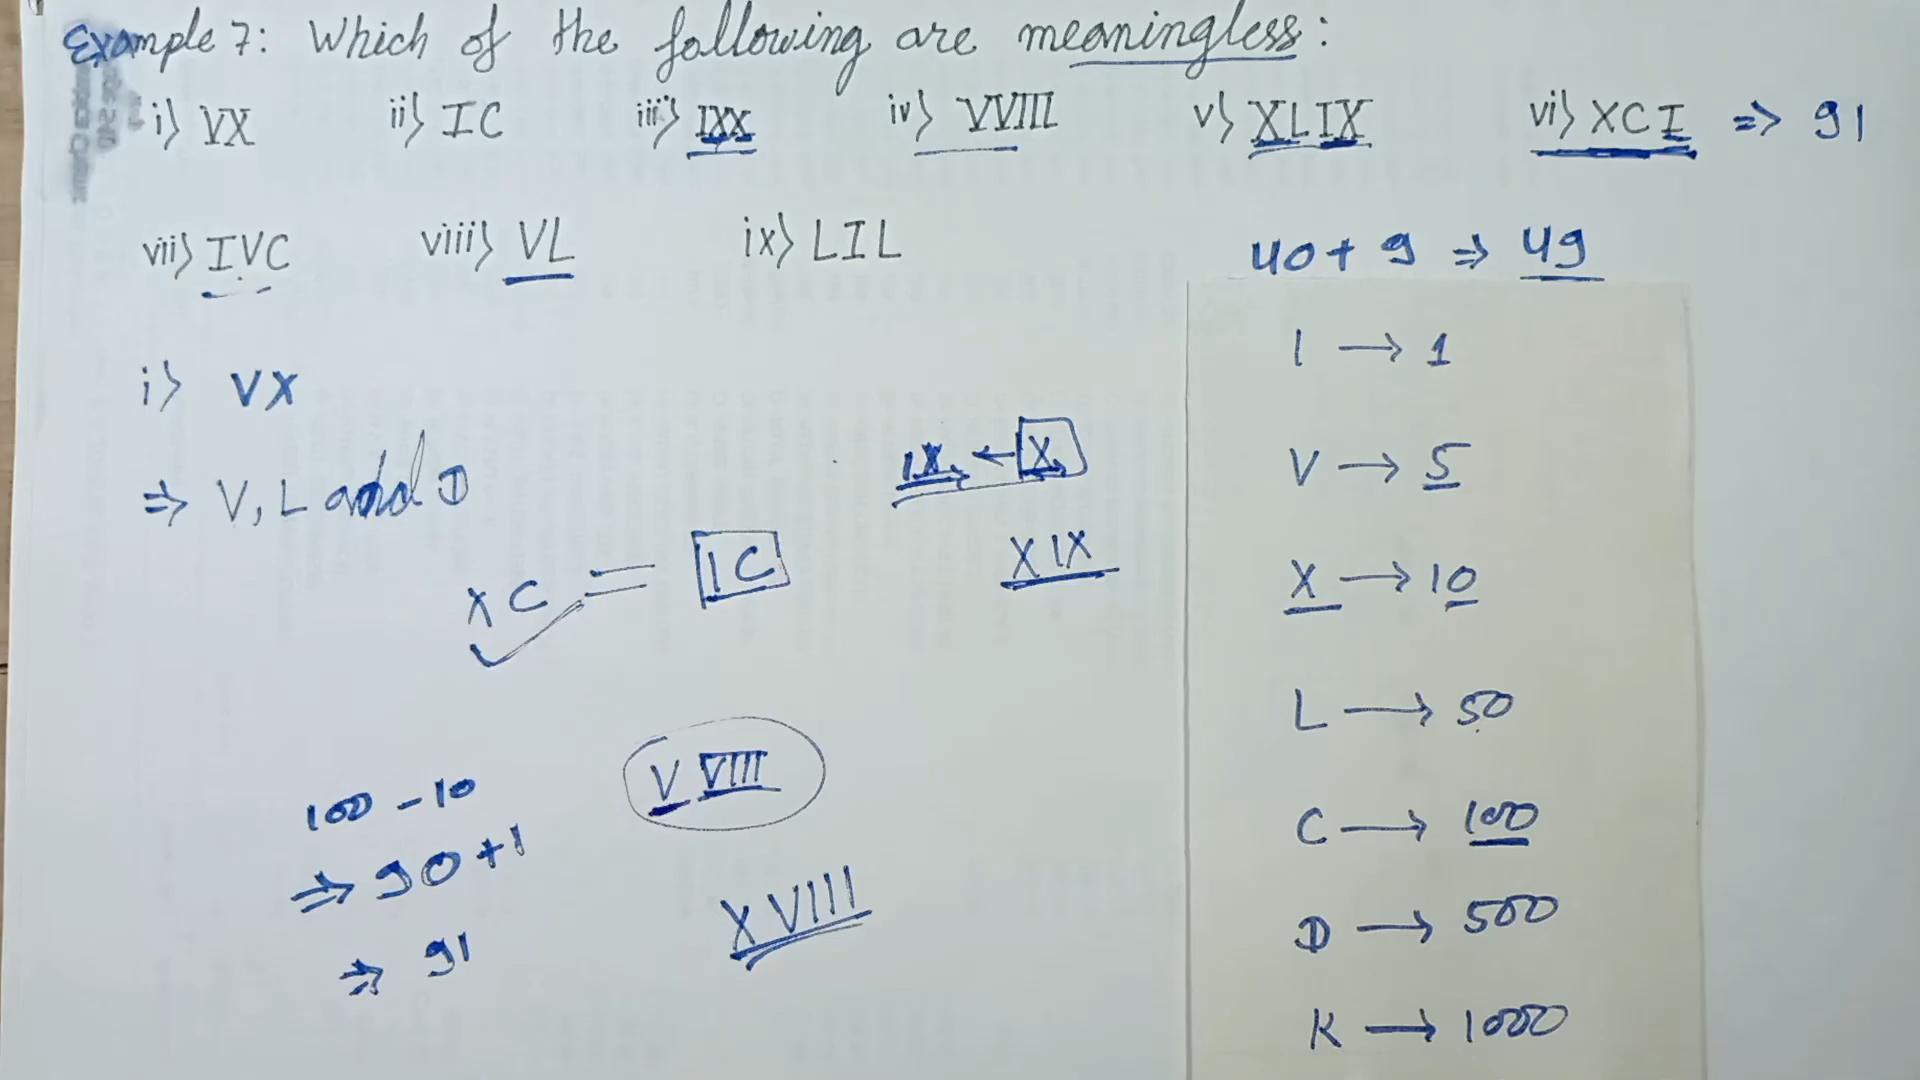 Example 7: Which of the following are meaningless:
i) VX ii) IC iii) IXX iv) VVIII v) XLIX vi) XCI => 91
vii) IVC viii) VL ix) LIL
40 + 9 => 49
i) VX
=> V, L and D
IX ← X
XC = IC
XIX
V VIII
100 - 10
=> 90 + 1
=> 91
XVIII
I → 1
V → 5
X → 10
L → 50
C → 100
D → 500
K → 1000